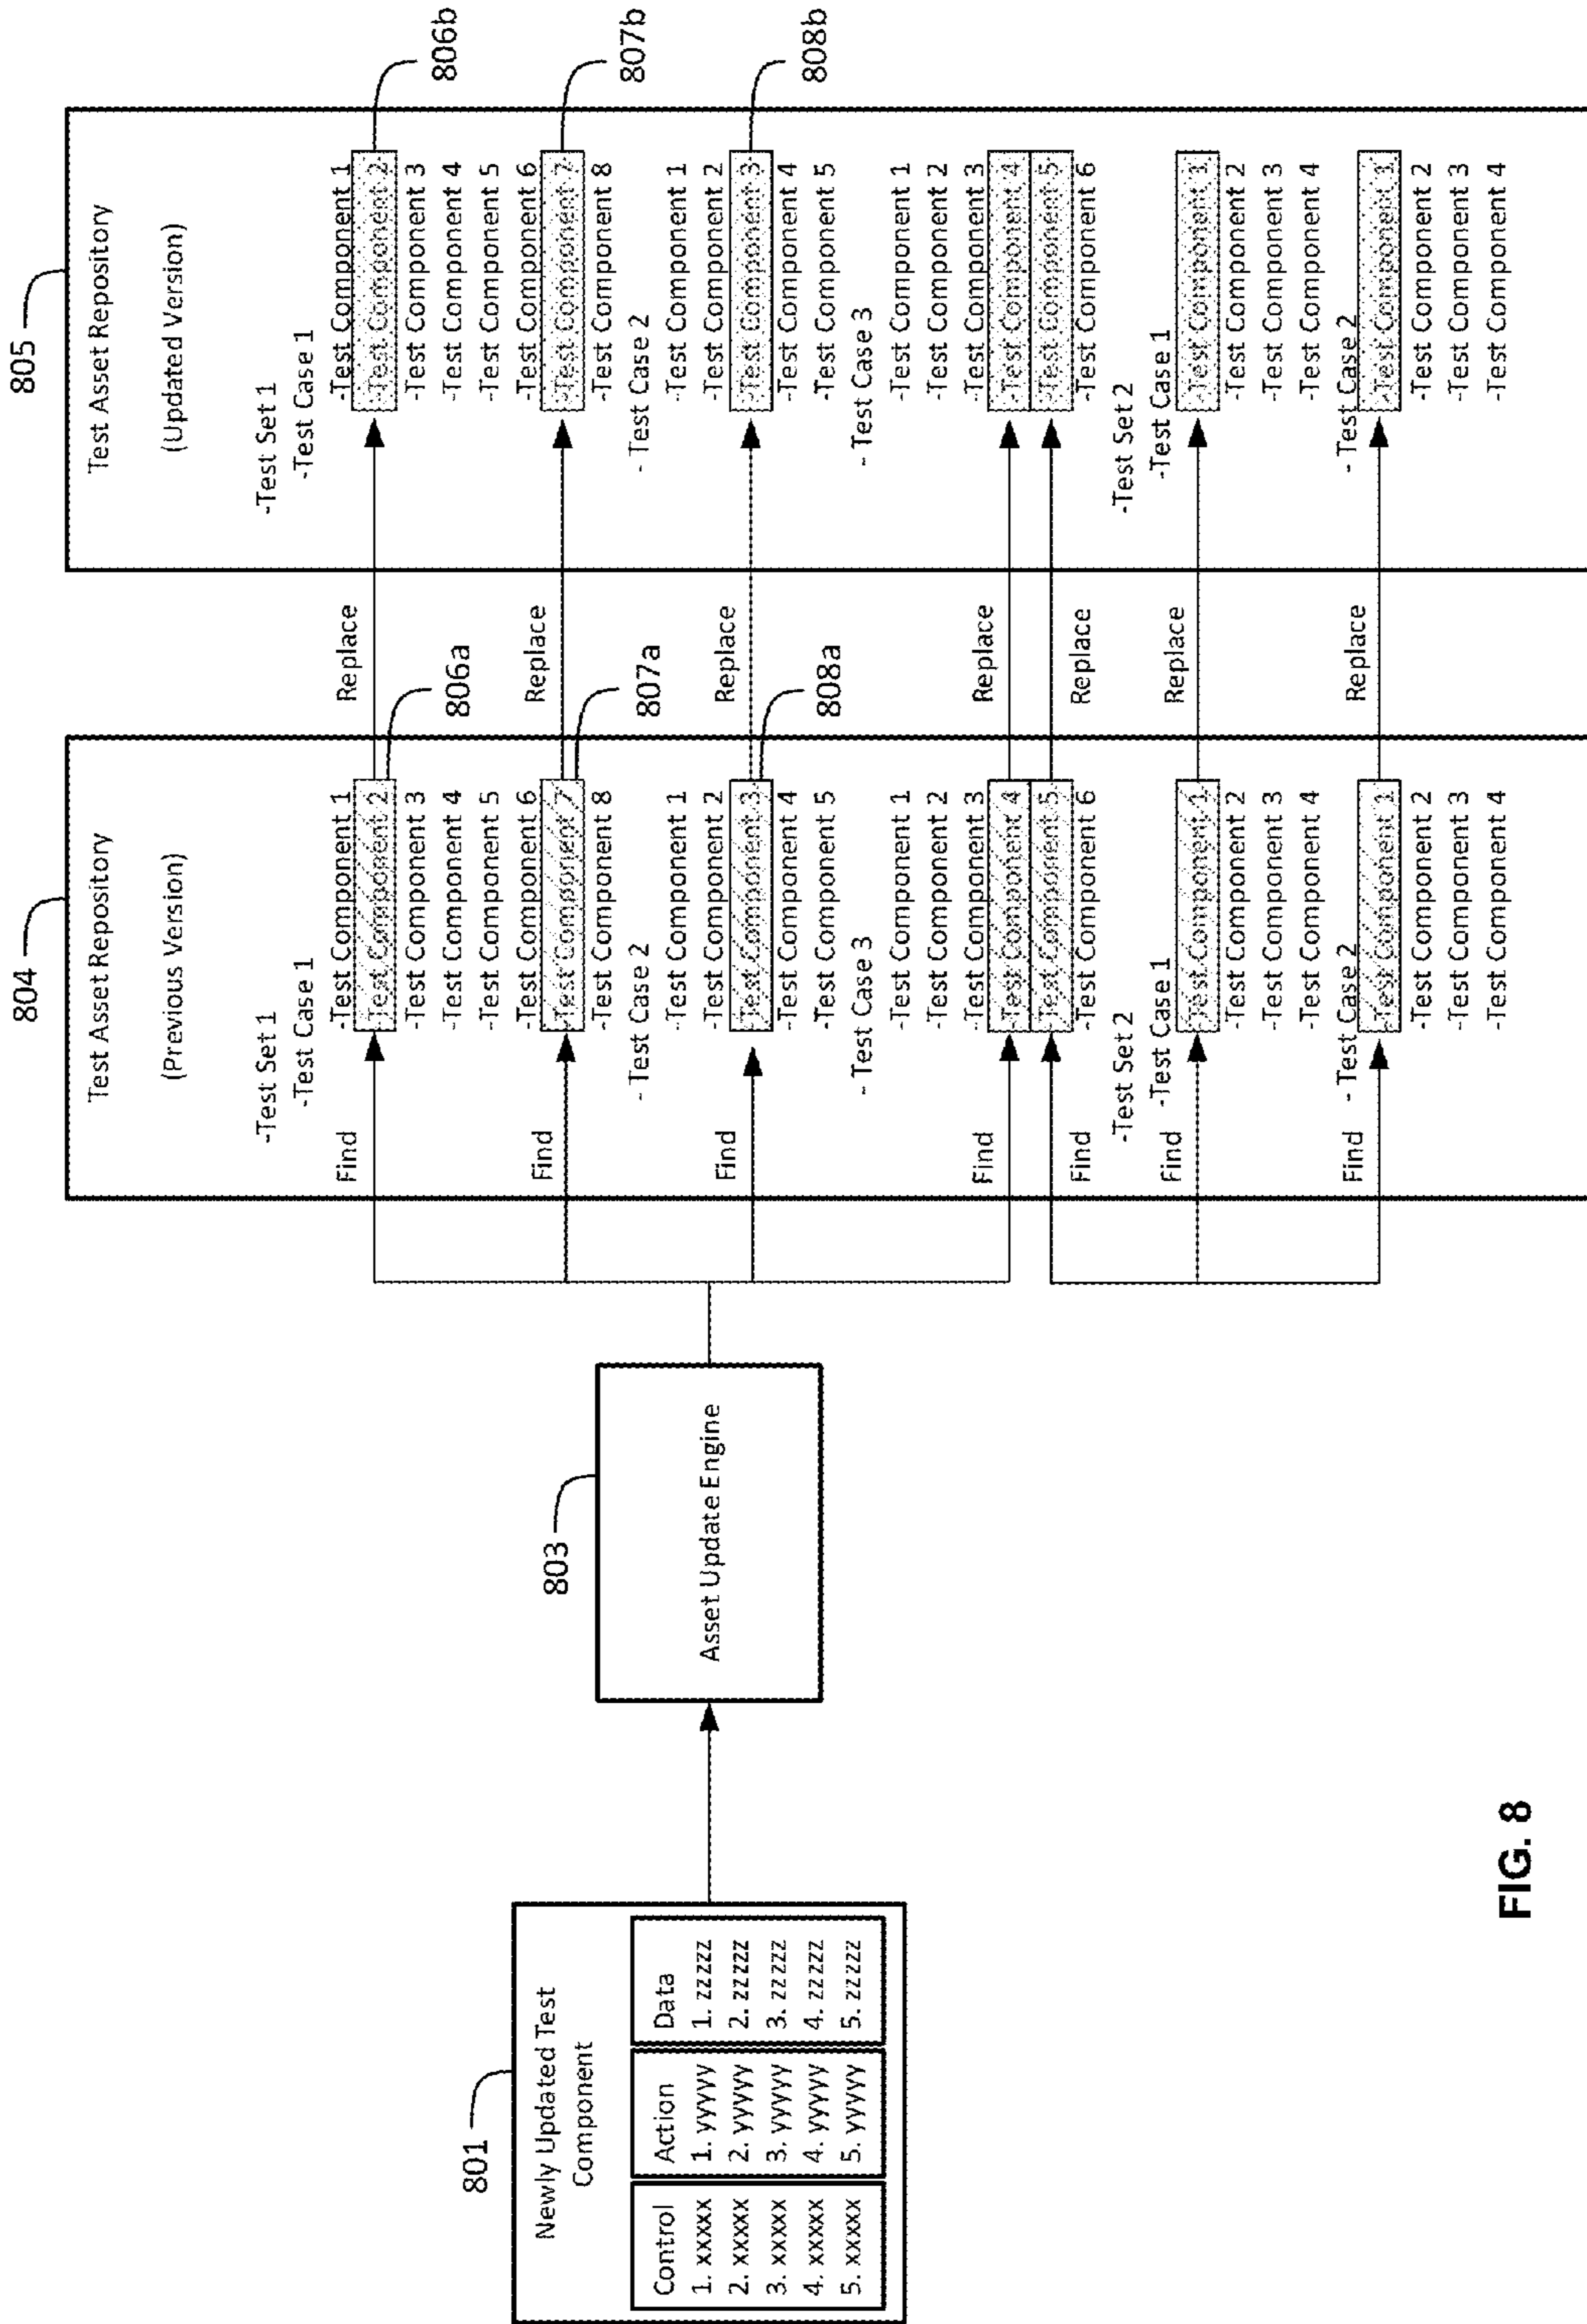 801
Newly Updated Test
Component
Control
1. xxxxx
2. xxxxx
3. xxxxx
4. xxxxx
5. xxxxx
Action
1. yyyyy
2. yyyyy
3. yyyyy
4. yyyyy
5. yyyyy
Data
1. zzzzz
2. zzzzz
3. zzzzz
4. zzzzz
5. zzzzz
803
Asset Update Engine
804
Test Asset Repository
(Previous Version)
-Test Set 1
-Test Case 1
-Test Component 1
Find
-Test Component 2
Replace
806a
-Test Component 3
-Test Component 4
-Test Component 5
-Test Component 6
Find
-Test Component 7
Replace
807a
-Test Component 8
- Test Case 2
-Test Component 1
-Test Component 2
Find
-Test Component 3
Replace
808a
-Test Component 4
-Test Component 5
- Test Case 3
-Test Component 1
-Test Component 2
-Test Component 3
Find
-Test Component 4
Replace
-Test Component 5
Find
Replace
-Test Component 6
-Test Set 2
-Test Case 1
Find
-Test Component 1
Replace
-Test Component 2
-Test Component 3
-Test Component 4
- Test Case 2
Find
-Test Component 1
Replace
-Test Component 2
-Test Component 3
-Test Component 4
805
Test Asset Repository
(Updated Version)
-Test Set 1
-Test Case 1
-Test Component 1
-Test Component 2
806b
-Test Component 3
-Test Component 4
-Test Component 5
-Test Component 6
-Test Component 7
807b
-Test Component 8
- Test Case 2
-Test Component 1
-Test Component 2
-Test Component 3
808b
-Test Component 4
-Test Component 5
- Test Case 3
-Test Component 1
-Test Component 2
-Test Component 3
-Test Component 4
-Test Component 5
-Test Component 6
-Test Set 2
-Test Case 1
-Test Component 1
-Test Component 2
-Test Component 3
-Test Component 4
- Test Case 2
-Test Component 1
-Test Component 2
-Test Component 3
-Test Component 4
FIG. 8